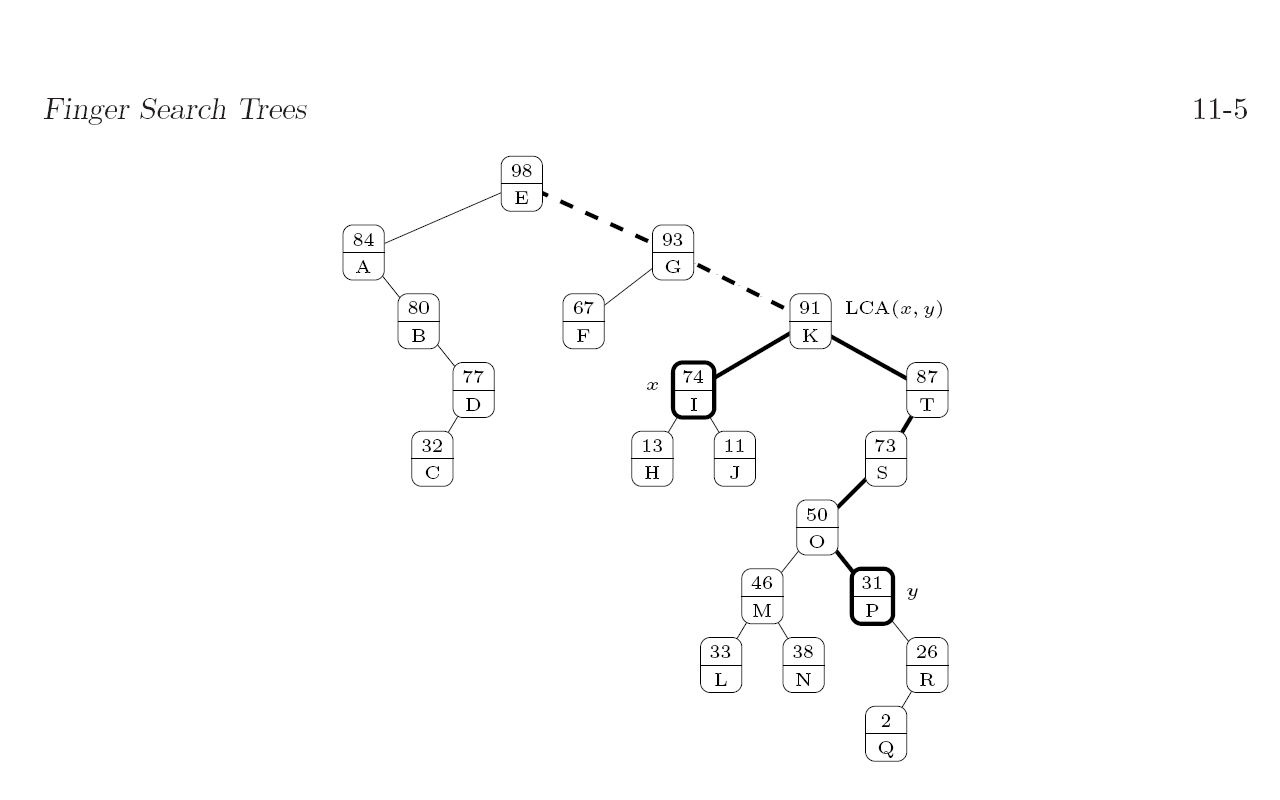 Finger Search Trees 11-5
98
E
84 93
A G
80 67 91 LCA(x, y)
B F K
77 x 74 87
D I T
32 13 11 73
C H J S
50
O
46 31 y
M P
33 38 26
L N R
2
Q